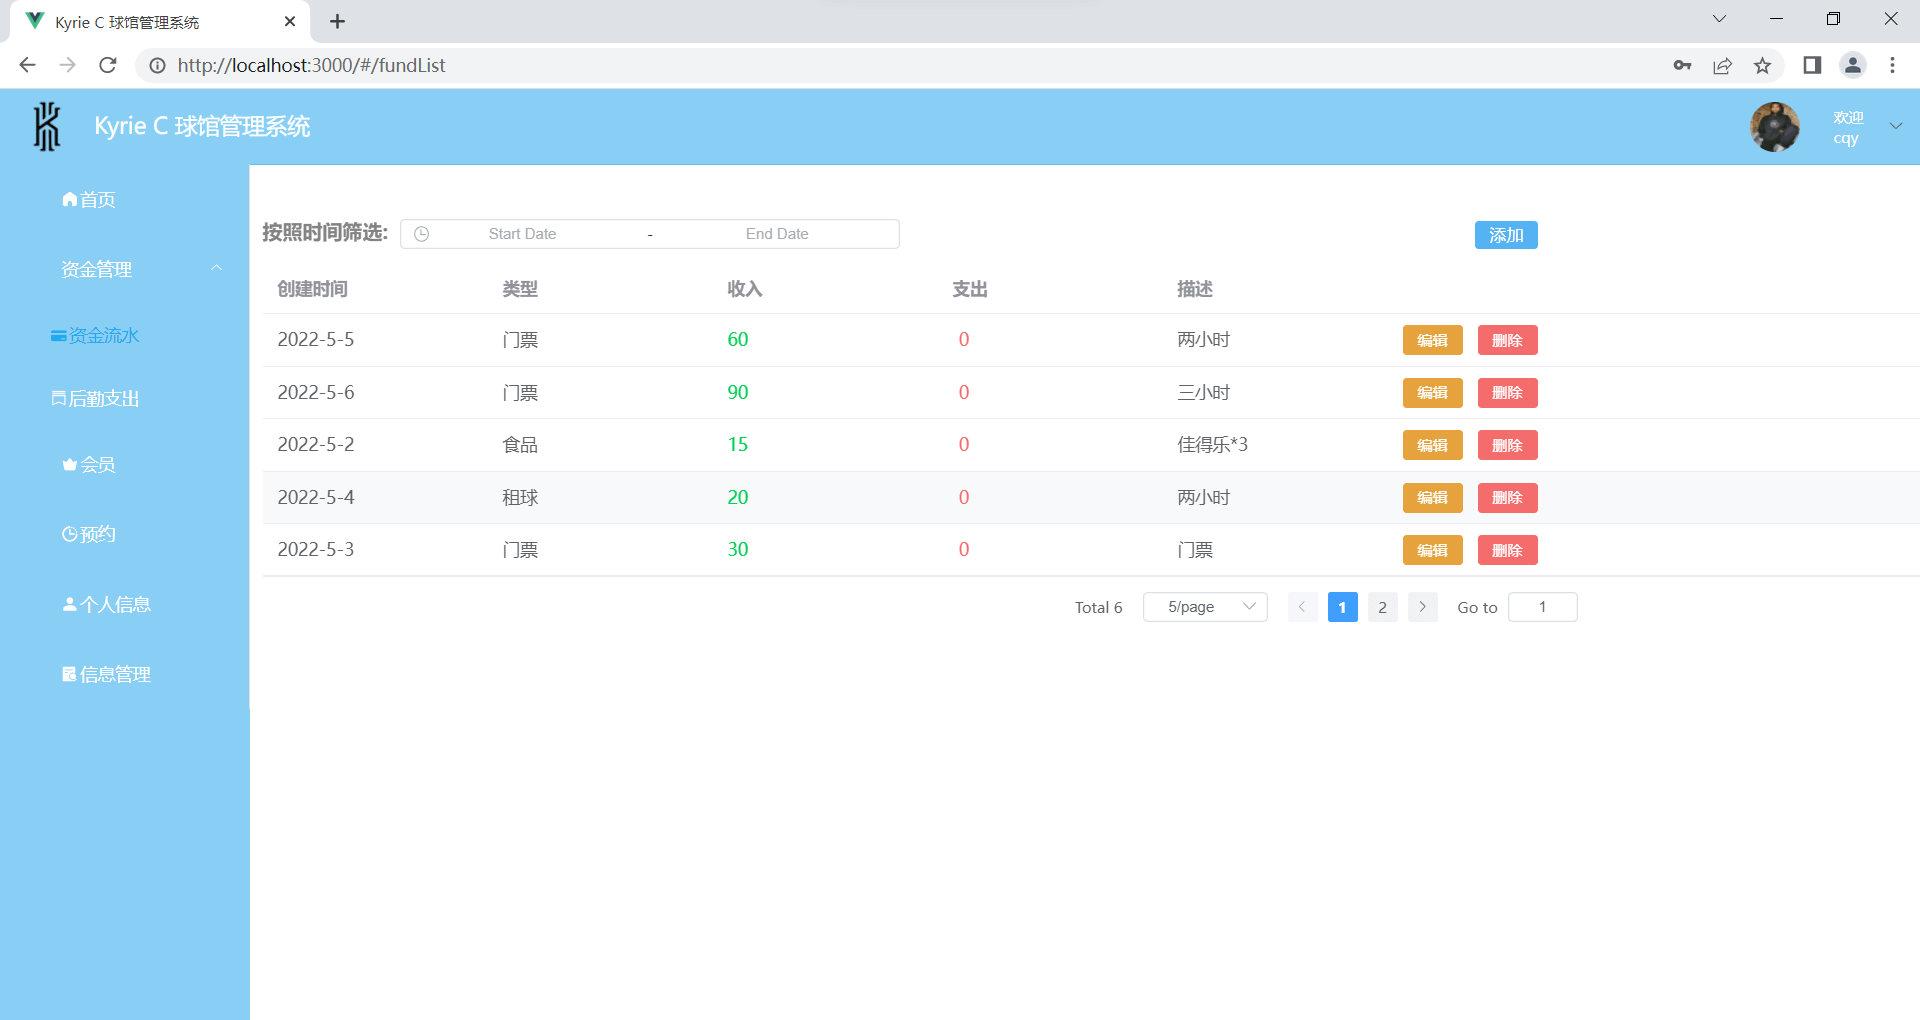 Kyrie C 球馆管理系统
http://localhost:3000/#/fundList
Kyrie C 球馆管理系统
欢迎
cqy
首页
资金管理
资金流水
后勤支出
会员
预约
个人信息
信息管理
按照时间筛选: Start Date - End Date 添加
创建时间 类型 收入 支出 描述
2022-5-5 门票 60 0 两小时 编辑 删除
2022-5-6 门票 90 0 三小时 编辑 删除
2022-5-2 食品 15 0 佳得乐*3 编辑 删除
2022-5-4 租球 20 0 两小时 编辑 删除
2022-5-3 门票 30 0 门票 编辑 删除
Total 6 5/page 1 2 Go to 1